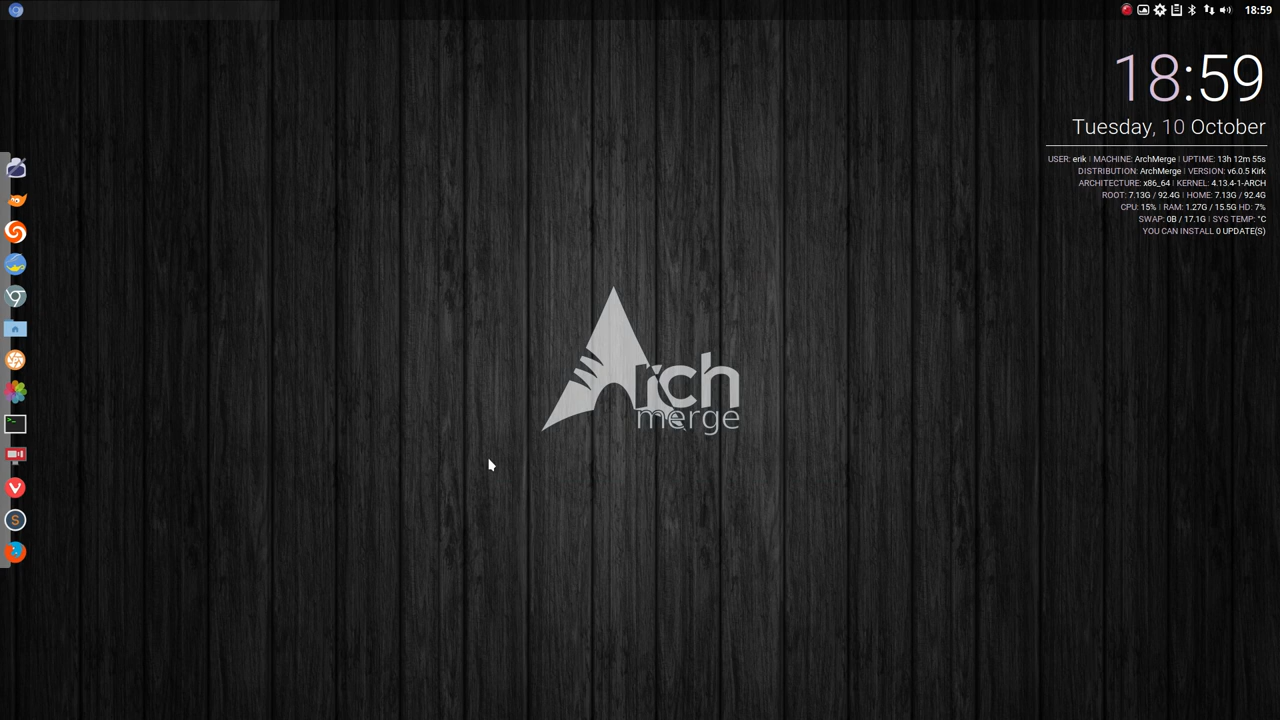 18:59
18:59
Tuesday, 10 October
USER: erik | MACHINE: ArchMerge | UPTIME: 13h 12m 55s
DISTRIBUTION: ArchMerge | VERSION: v6.0.5 Kirk
ARCHITECTURE: x86_64 | KERNEL: 4.13.4-1-ARCH
ROOT: 7.13G / 92.4G | HOME: 7.13G / 92.4G
CPU: 15% | RAM: 1.27G / 15.5G HD: 7%
SWAP: 0B / 17.1G | SYS TEMP: °C
YOU CAN INSTALL 0 UPDATE(S)
Arch
merge